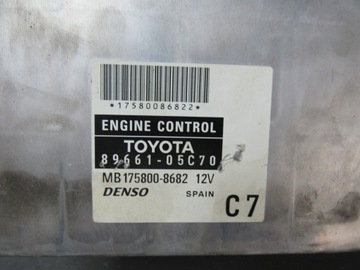 *17580086822*
ENGINE CONTROL
TOYOTA
89661-05C70
MB175800-8682 12V
DENSO SPAIN C7